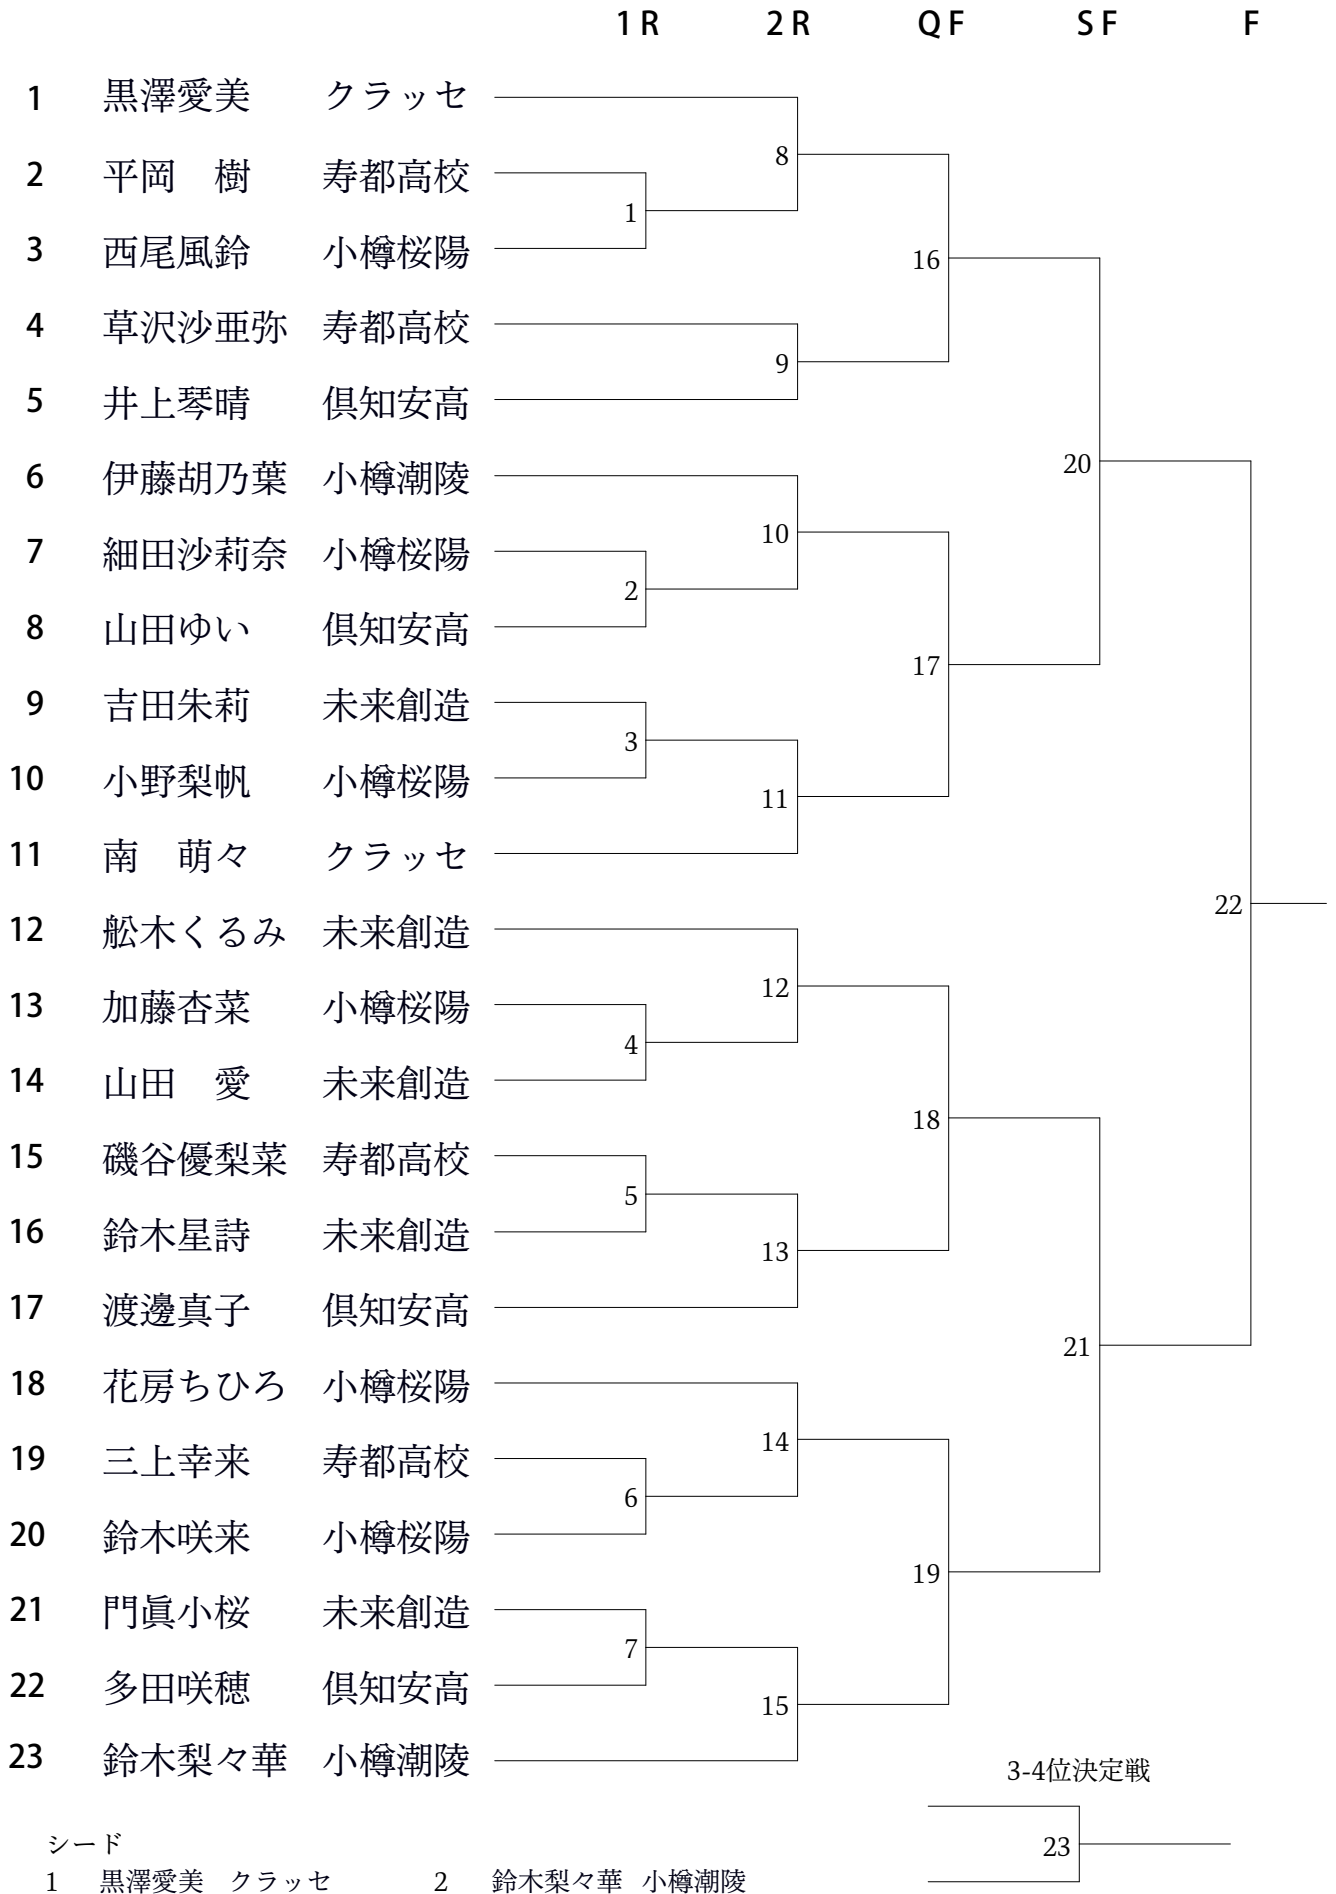 1 R 2 R Q F S F F
1 黒澤愛美 クラッセ
8
2 平岡 樹 寿都高校
1
3 西尾風鈴 小樽桜陽
16
4 草沢沙亜弥 寿都高校
9
5 井上琴晴 倶知安高
20
6 伊藤胡乃葉 小樽潮陵
10
7 細田沙莉奈 小樽桜陽
2
8 山田ゆい 倶知安高
17
9 吉田朱莉 未来創造
3
10 小野梨帆 小樽桜陽
11
11 南 萌々 クラッセ
22
12 舩木くるみ 未来創造
12
13 加藤杏菜 小樽桜陽
4
14 山田 愛 未来創造
18
15 磯谷優梨菜 寿都高校
5
16 鈴木星詩 未来創造
13
17 渡邊真子 倶知安高
21
18 花房ちひろ 小樽桜陽
14
19 三上幸来 寿都高校
6
20 鈴木咲来 小樽桜陽
19
21 門眞小桜 未来創造
7
22 多田咲穂 倶知安高
15
23 鈴木梨々華 小樽潮陵
3-4位決定戦
23
シード
1 黒澤愛美 クラッセ 2 鈴木梨々華 小樽潮陵